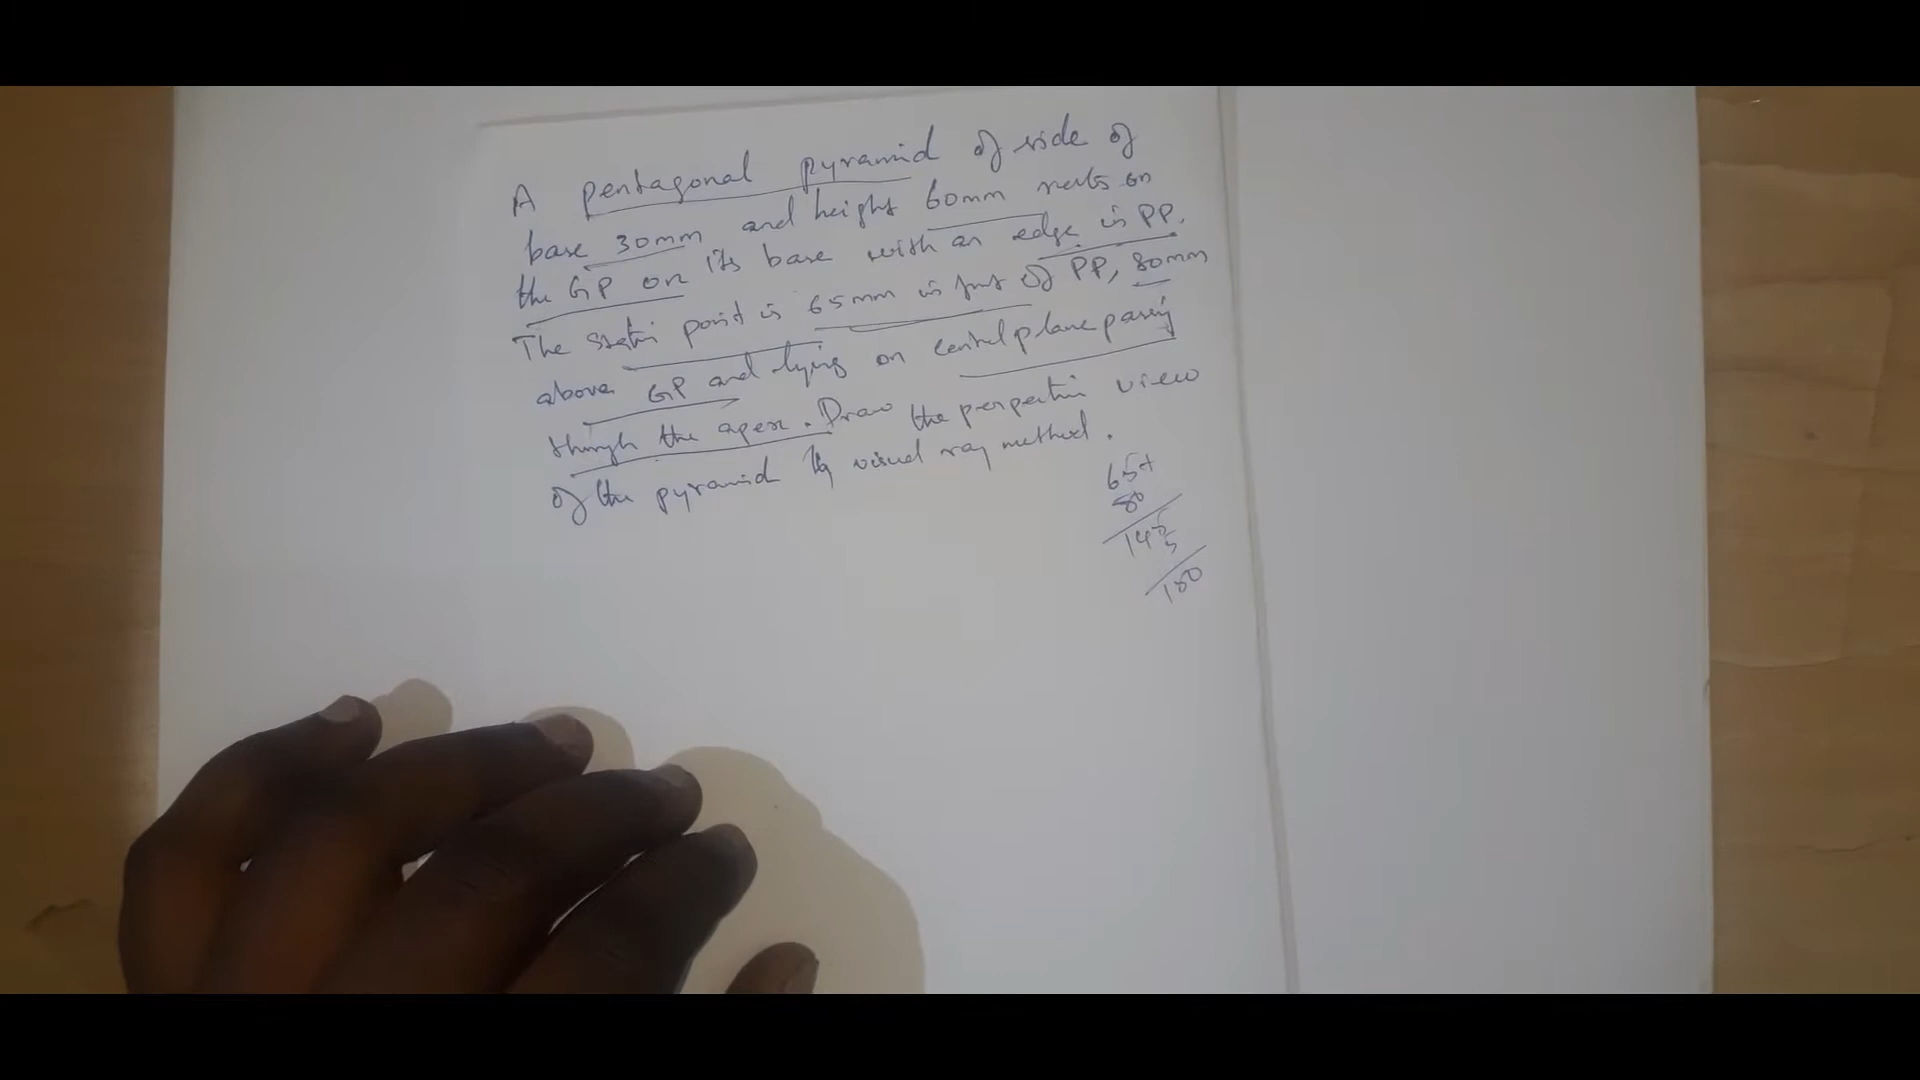 A pentagonal pyramid of side of
base 30mm and height 60mm rests on
the GP on its base with an edge in PP.
The station point is 65mm in front of PP, 80mm
above GP and lying on central plane passing
through the apex. Draw the perspective view
of the pyramid by visual ray method.
65+
80
145
5
150